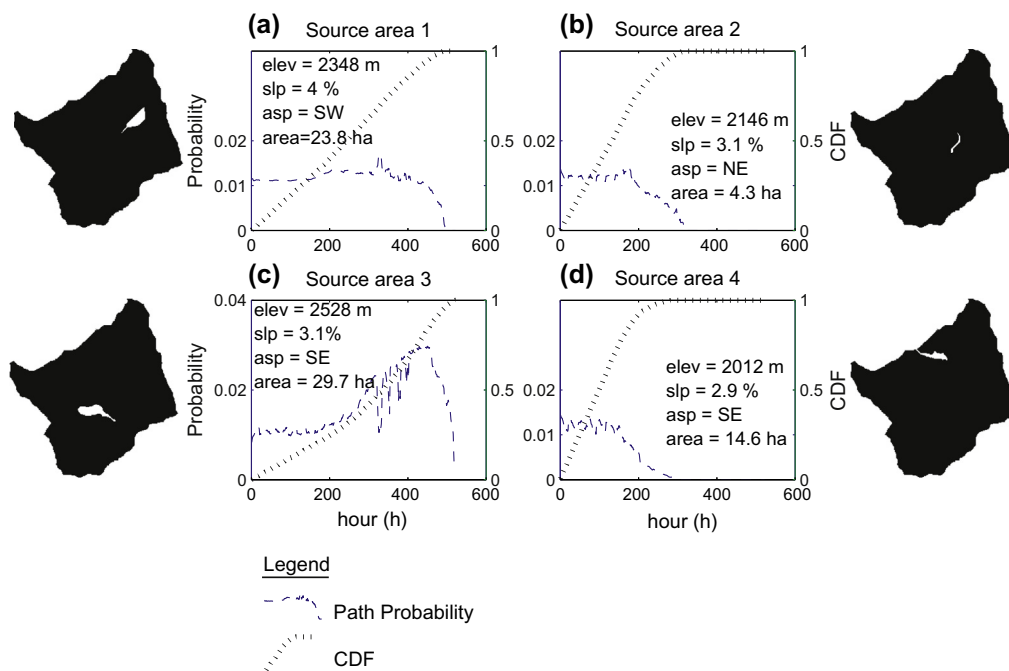 (a) Source area 1
elev = 2348 m
slp = 4 %
asp = SW
area=23.8 ha
Probability
0.02
0.01
0
1
0.5
0
0 200 400 600
(b) Source area 2
elev = 2146 m
slp = 3.1 %
asp = NE
area = 4.3 ha
0.02
0.01
0
1
0.5
0
CDF
0 200 400 600
(c) Source area 3
elev = 2528 m
slp = 3.1%
asp = SE
area = 29.7 ha
Probability
0.04
0.02
0.01
0
1
0.5
0
0 200 400 600
hour (h)
(d) Source area 4
elev = 2012 m
slp = 2.9 %
asp = SE
area = 14.6 ha
0.02
0.01
0
1
0.5
0
CDF
0 200 400 600
hour (h)
Legend
Path Probability
CDF